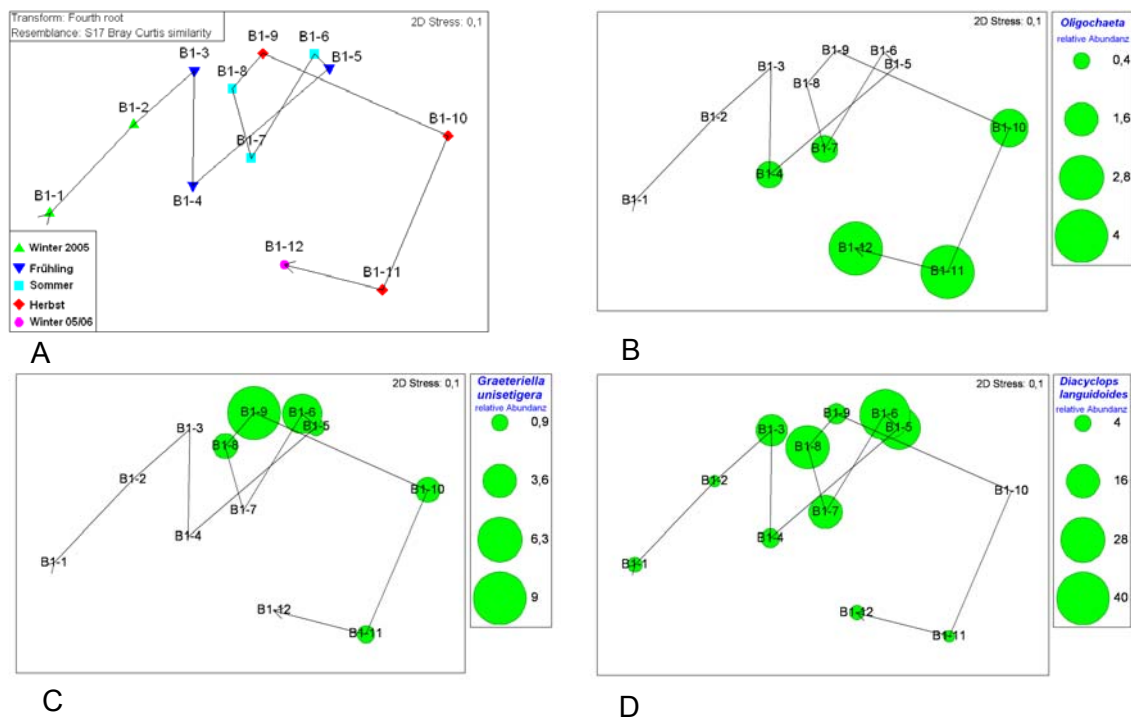 Transform: Fourth root
Resemblance: S17 Bray Curtis similarity
2D Stress: 0,1
B1-9
B1-6
B1-3
B1-5
B1-8
B1-2
B1-10
B1-7
B1-4
B1-1
B1-12
B1-11
Winter 2005
Frühling
Sommer
Herbst
Winter 05/06
A
2D Stress: 0,1
B1-9
B1-6
B1-3
B1-5
B1-8
B1-2
B1-10
B1-7
B1-4
B1-1
B1-12
B1-11
Oligochaeta
relative Abundanz
0,4
1,6
2,8
4
B
2D Stress: 0,1
B1-9
B1-6
B1-3
B1-5
B1-8
B1-2
B1-10
B1-7
B1-4
B1-1
B1-12
B1-11
Graeteriella
unisetigera
relative Abundanz
0,9
3,6
6,3
9
C
2D Stress: 0,1
B1-9
B1-6
B1-3
B1-5
B1-8
B1-2
B1-10
B1-7
B1-4
B1-1
B1-12
B1-11
Diacyclops
languidoides
relative Abundanz
4
16
28
40
D